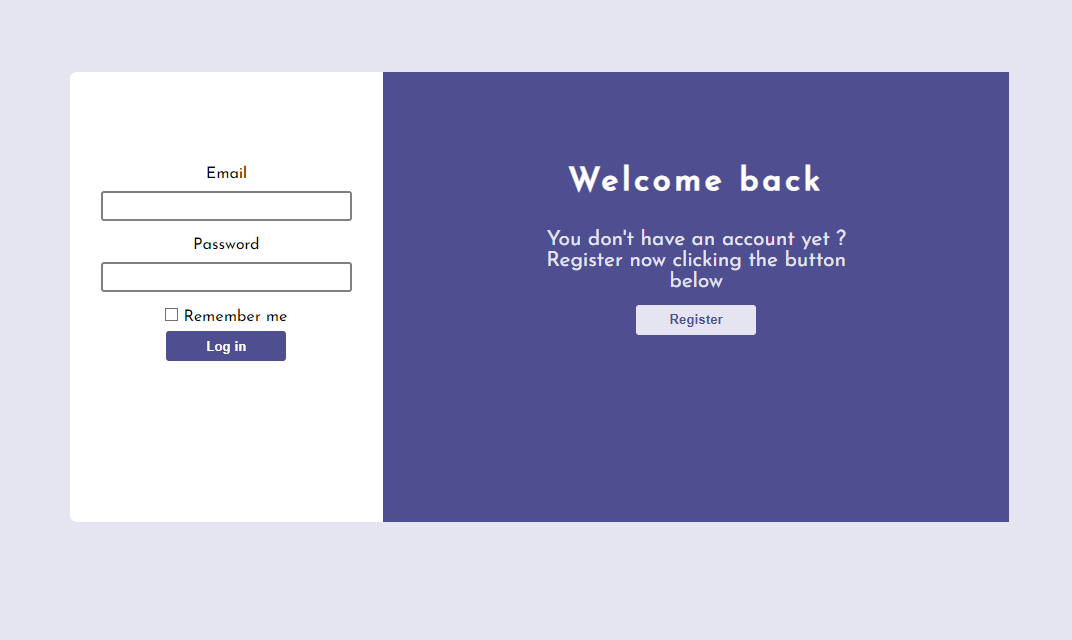 Email
Password
Remember me
Log in
Welcome back
You don't have an account yet ?
Register now clicking the button
below
Register